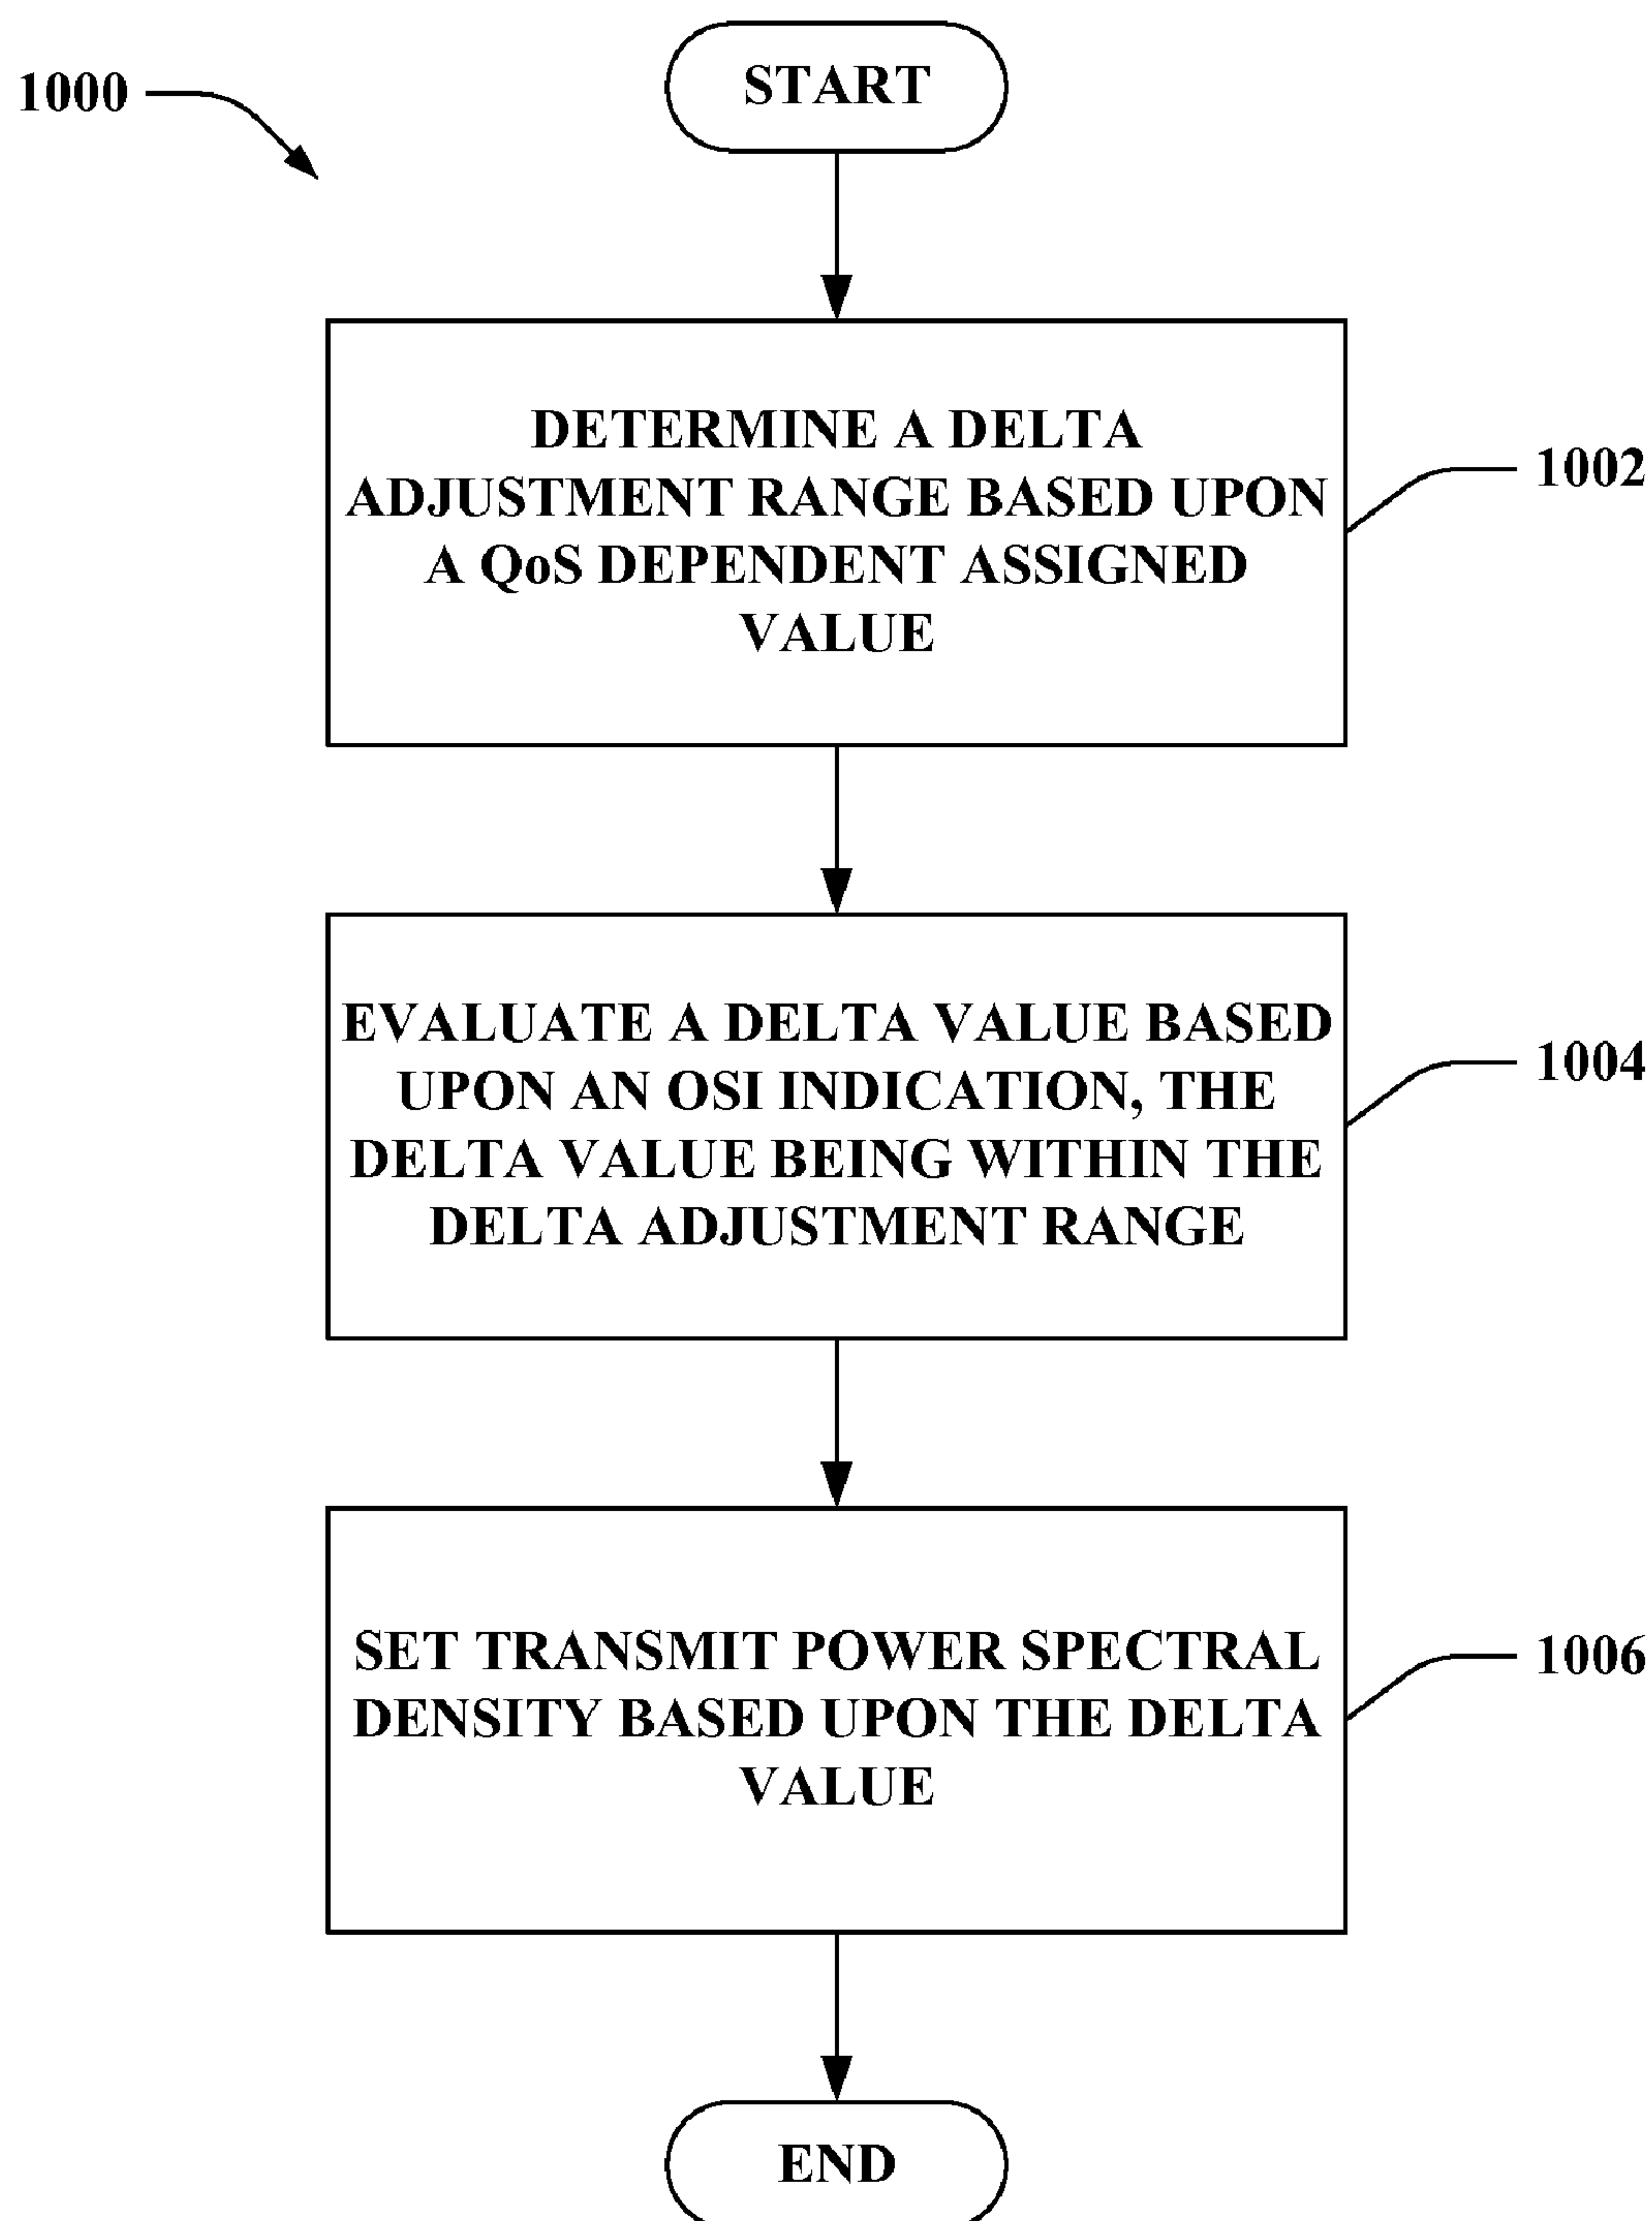 1000
START
DETERMINE A DELTA
ADJUSTMENT RANGE BASED UPON
A QoS DEPENDENT ASSIGNED
VALUE
1002
EVALUATE A DELTA VALUE BASED
UPON AN OSI INDICATION, THE
DELTA VALUE BEING WITHIN THE
DELTA ADJUSTMENT RANGE
1004
SET TRANSMIT POWER SPECTRAL
DENSITY BASED UPON THE DELTA
VALUE
1006
END